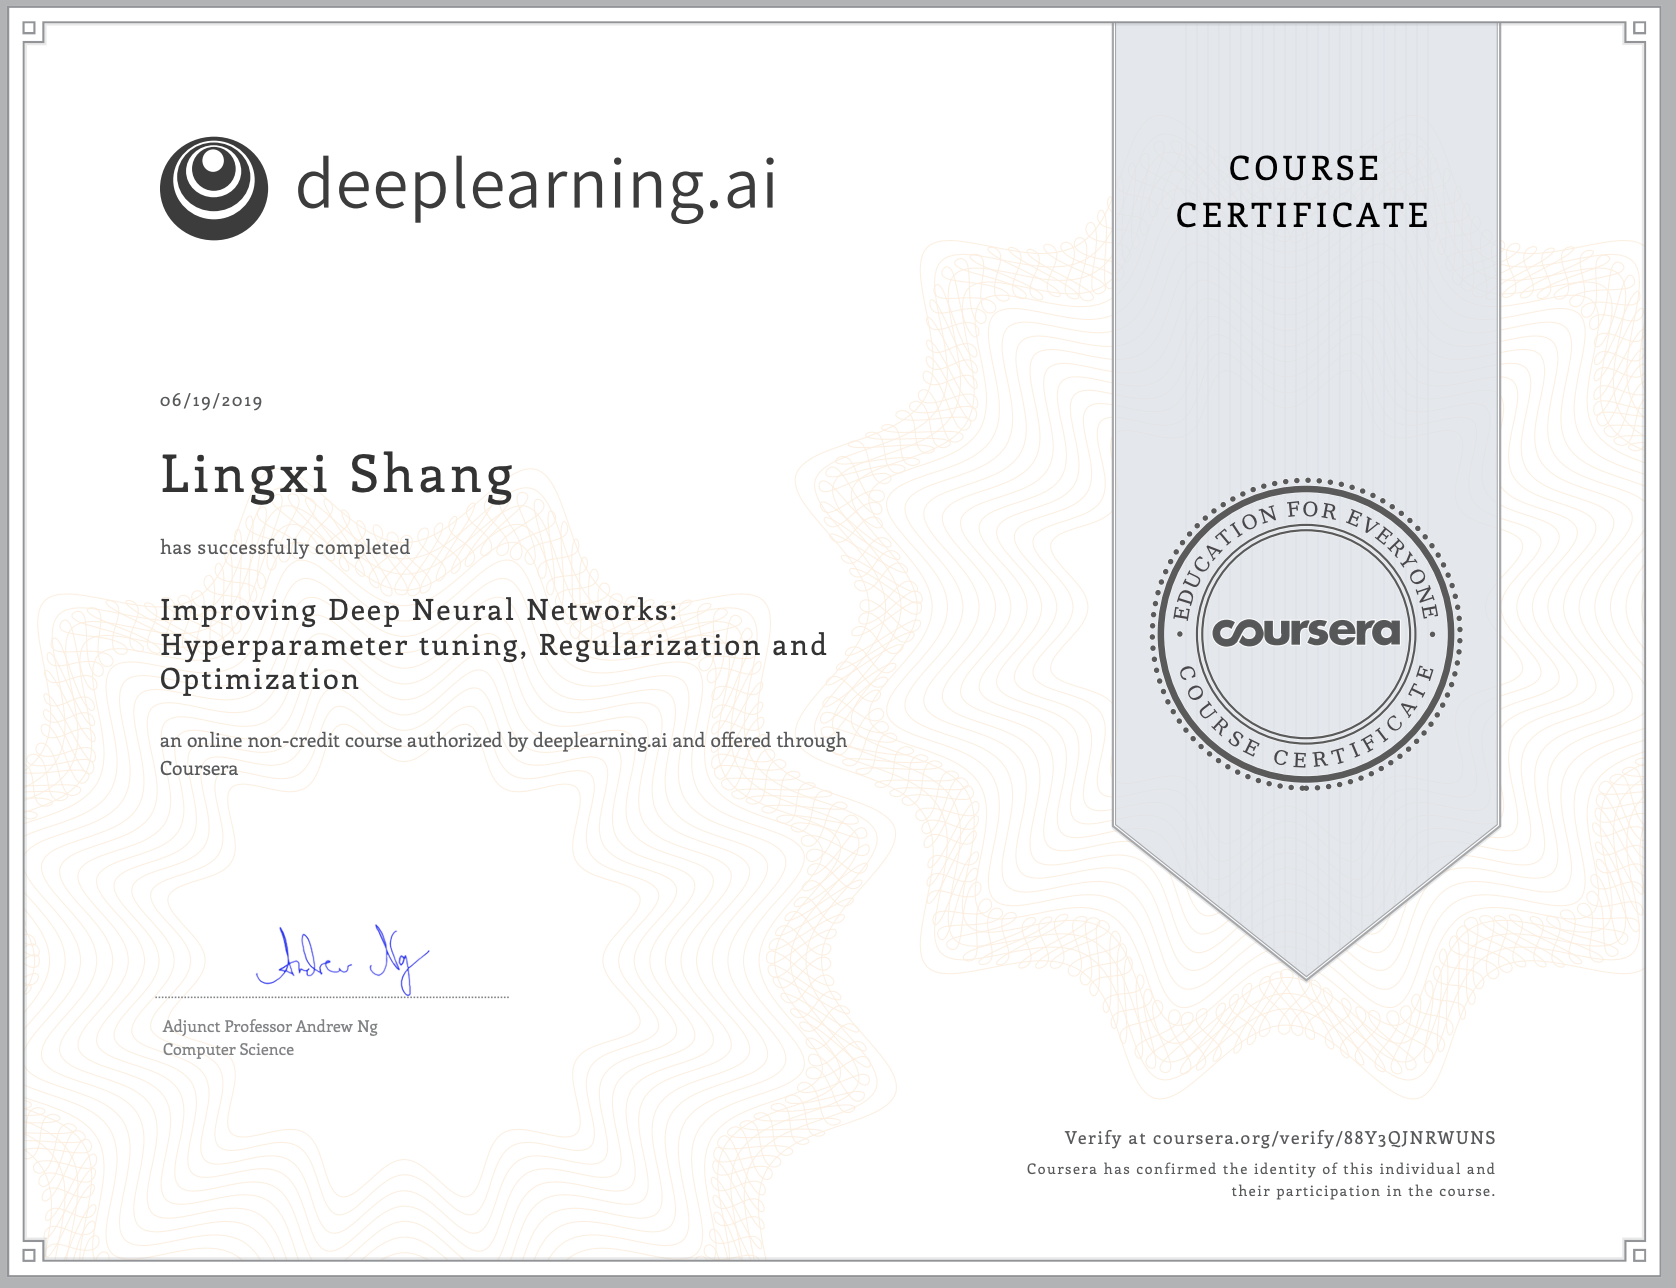 deeplearning.ai
COURSE
CERTIFICATE
06/19/2019
Lingxi Shang
has successfully completed
Improving Deep Neural Networks:
Hyperparameter tuning, Regularization and
Optimization
an online non-credit course authorized by deeplearning.ai and offered through
Coursera
EDUCATION FOR EVERYONE
coursera
COURSE CERTIFICATE
Andrew Ng
Adjunct Professor Andrew Ng
Computer Science
Verify at coursera.org/verify/88Y3QJNRWUNS
Coursera has confirmed the identity of this individual and
their participation in the course.